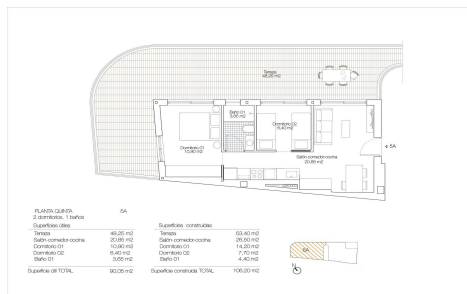 Terraza
48,25 m2
Baño 01
3,65 m2
Dormitorio 02
6,40 m2
Dormitorio 01
10,90 m2
Salón-comedor-cocina
20,85 m2
5A
PLANTA QUINTA 5A
2 dormitorios, 1 baños
Superficies útiles Superficies construidas
Terraza 48,25 m2 Terraza 53,40 m2
Salón-comedor-cocina 20,85 m2 Salón-comedor-cocina 26,50 m2
Dormitorio 01 10,90 m2 Dormitorio 01 14,20 m2
Dormitorio 02 6,40 m2 Dormitorio 02 7,70 m2
Baño 01 3,65 m2 Baño 01 4,40 m2
Superficie útil TOTAL 90,05 m2 Superficie construida TOTAL 106,20 m2
5A
N